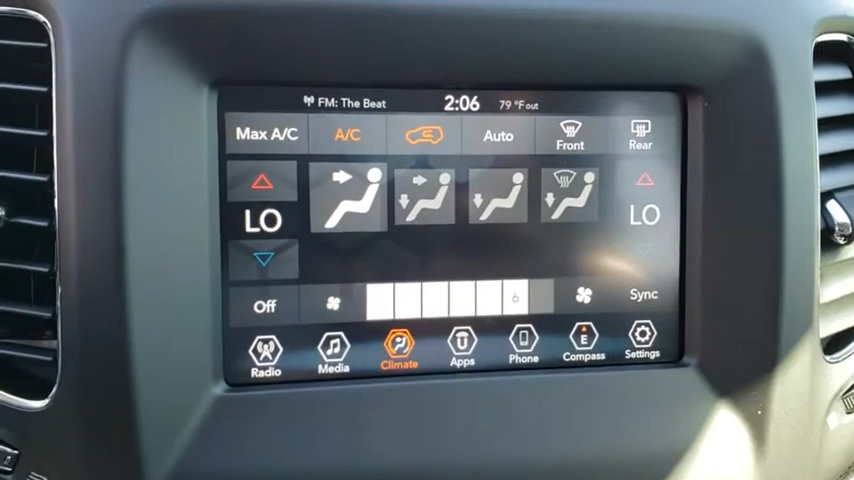 FM: The Beat 2:06 79 °F out
Max A/C A/C Auto Front Rear
LO LO
Off 6 Sync
Radio Media Climate Apps Phone E Compass Settings